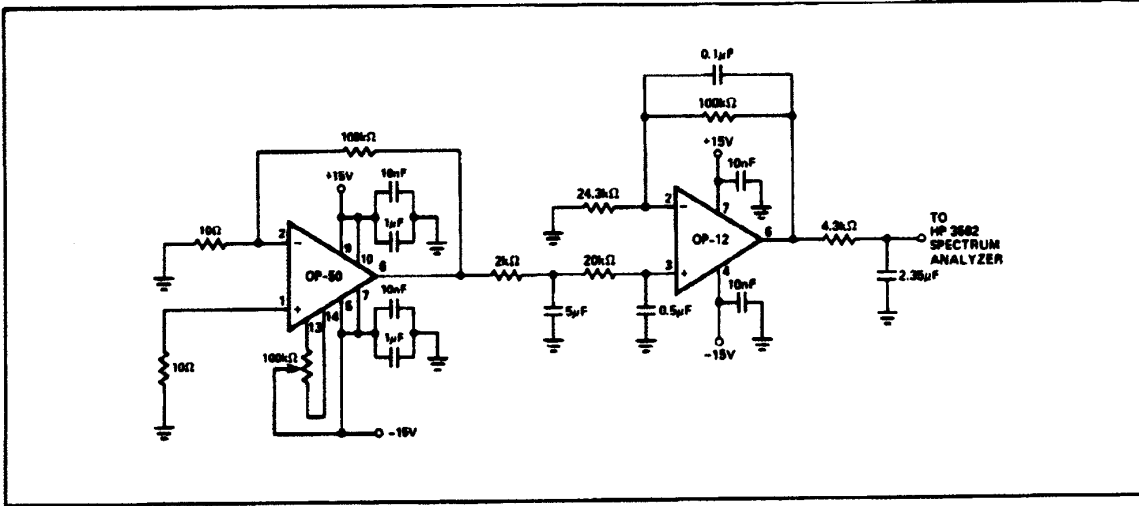 0.1µF
100kΩ
100kΩ
+15V
10nF
+15V
10nF
24.3kΩ
2
7
1µF
TO
HP 3582
SPECTRUM
ANALYZER
4.3kΩ
10Ω
2
9
10
OP-12
6
OP-50
6
2kΩ
20kΩ
3
4
2.35µF
7
10nF
10nF
1
5
5µF
0.5µF
13
14
1µF
-15V
10Ω
100kΩ
-15V